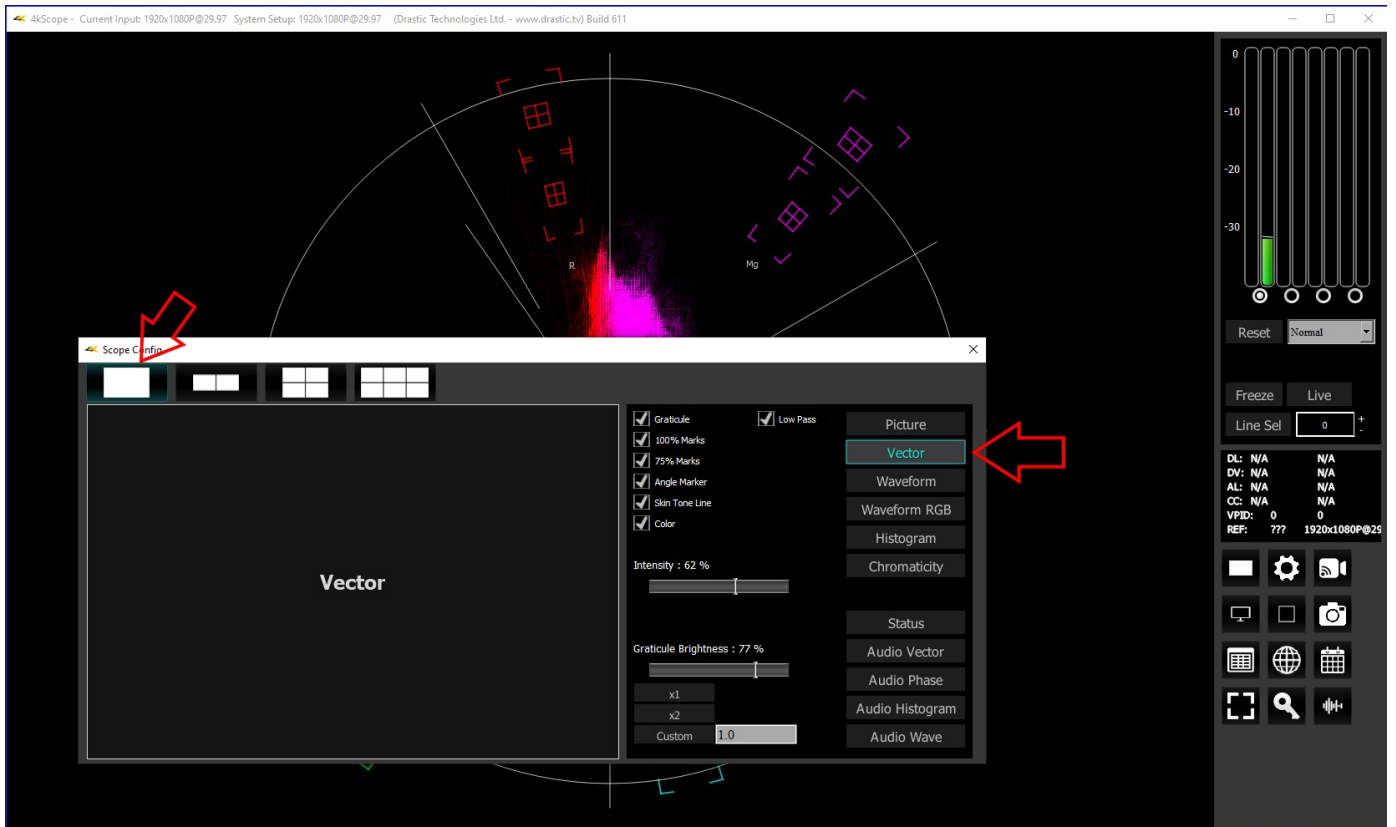 4kScope - Current Input: 1920x1080P@29.97 System Setup: 1920x1080P@29.97 (Drastic Technologies Ltd. - www.drastic.tv) Build 611
R
Mg
4K Scope Config
Vector
Graticule
Low Pass
100% Marks
75% Marks
Angle Marker
Skin Tone Line
Color
Intensity : 62 %
Graticule Brightness : 77 %
x1
x2
Custom 1.0
Picture
Vector
Waveform
Waveform RGB
Histogram
Chromaticity
Status
Audio Vector
Audio Phase
Audio Histogram
Audio Wave
0
-10
-20
-30
Reset Normal
Freeze Live
Line Sel 0 + -
DL: N/A N/A
DV: N/A N/A
AL: N/A N/A
CC: N/A N/A
VPID: 0 0
REF: ??? 1920x1080P@29